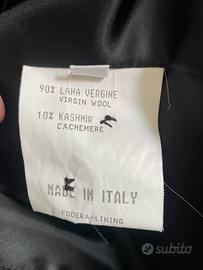 90% LANA VERGINE
VIRGIN WOOL
10% KASHMIR
CACHEMERE
MADE IN ITALY
FODERA-LINING
subito